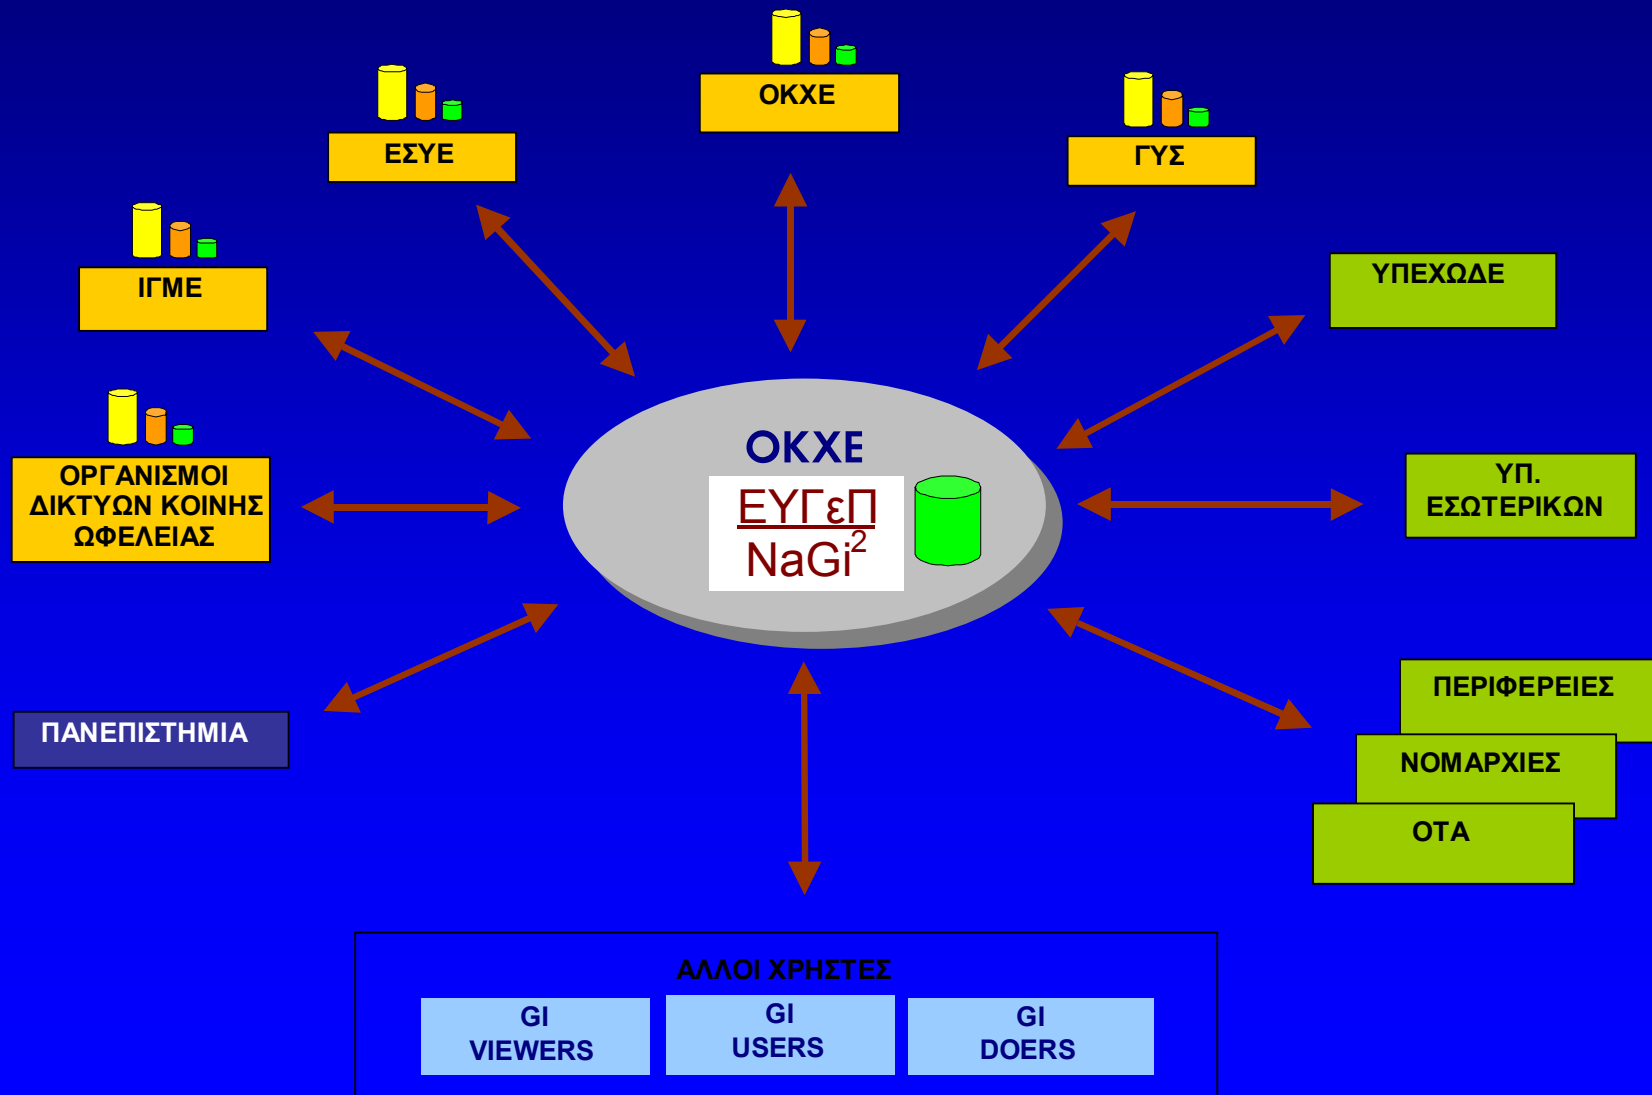 ΟΚΧΕ
ΕΣΥΕ
ΓΥΣ
ΙΓΜΕ
ΥΠΕΧΩΔΕ
ΟΡΓΑΝΙΣΜΟΙ
ΔΙΚΤΥΩΝ ΚΟΙΝΗΣ
ΩΦΕΛΕΙΑΣ
ΟΚΧΕ
ΕΥΓεΠ
NaGi²
ΥΠ.
ΕΣΩΤΕΡΙΚΩΝ
ΠΑΝΕΠΙΣΤΗΜΙΑ
ΠΕΡΙΦΕΡΕΙΕΣ
ΝΟΜΑΡΧΙΕΣ
ΟΤΑ
ΑΛΛΟΙ ΧΡΗΣΤΕΣ
GI
VIEWERS
GI
USERS
GI
DOERS